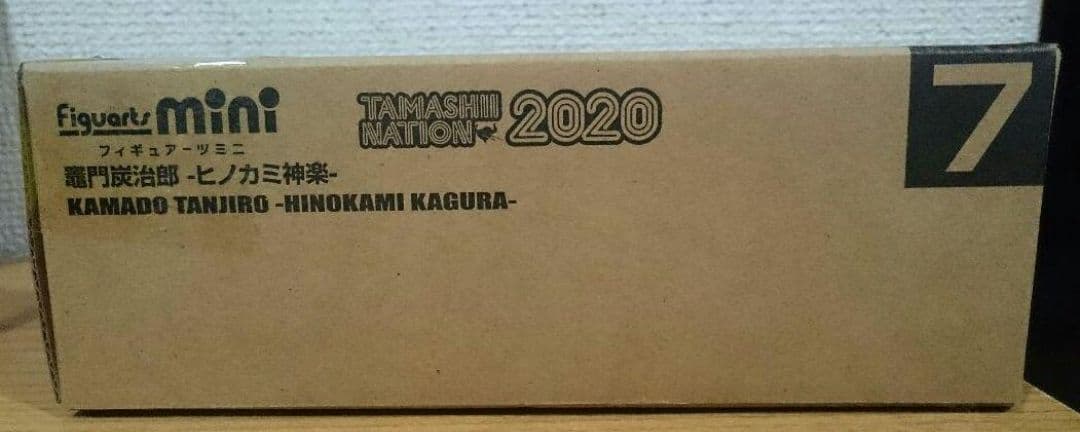 Figuarts mini
フィギュアーツミニ
竈門炭治郎 -ヒノカミ神楽-
KAMADO TANJIRO -HINOKAMI KAGURA-
TAMASHII
NATION 2020
7